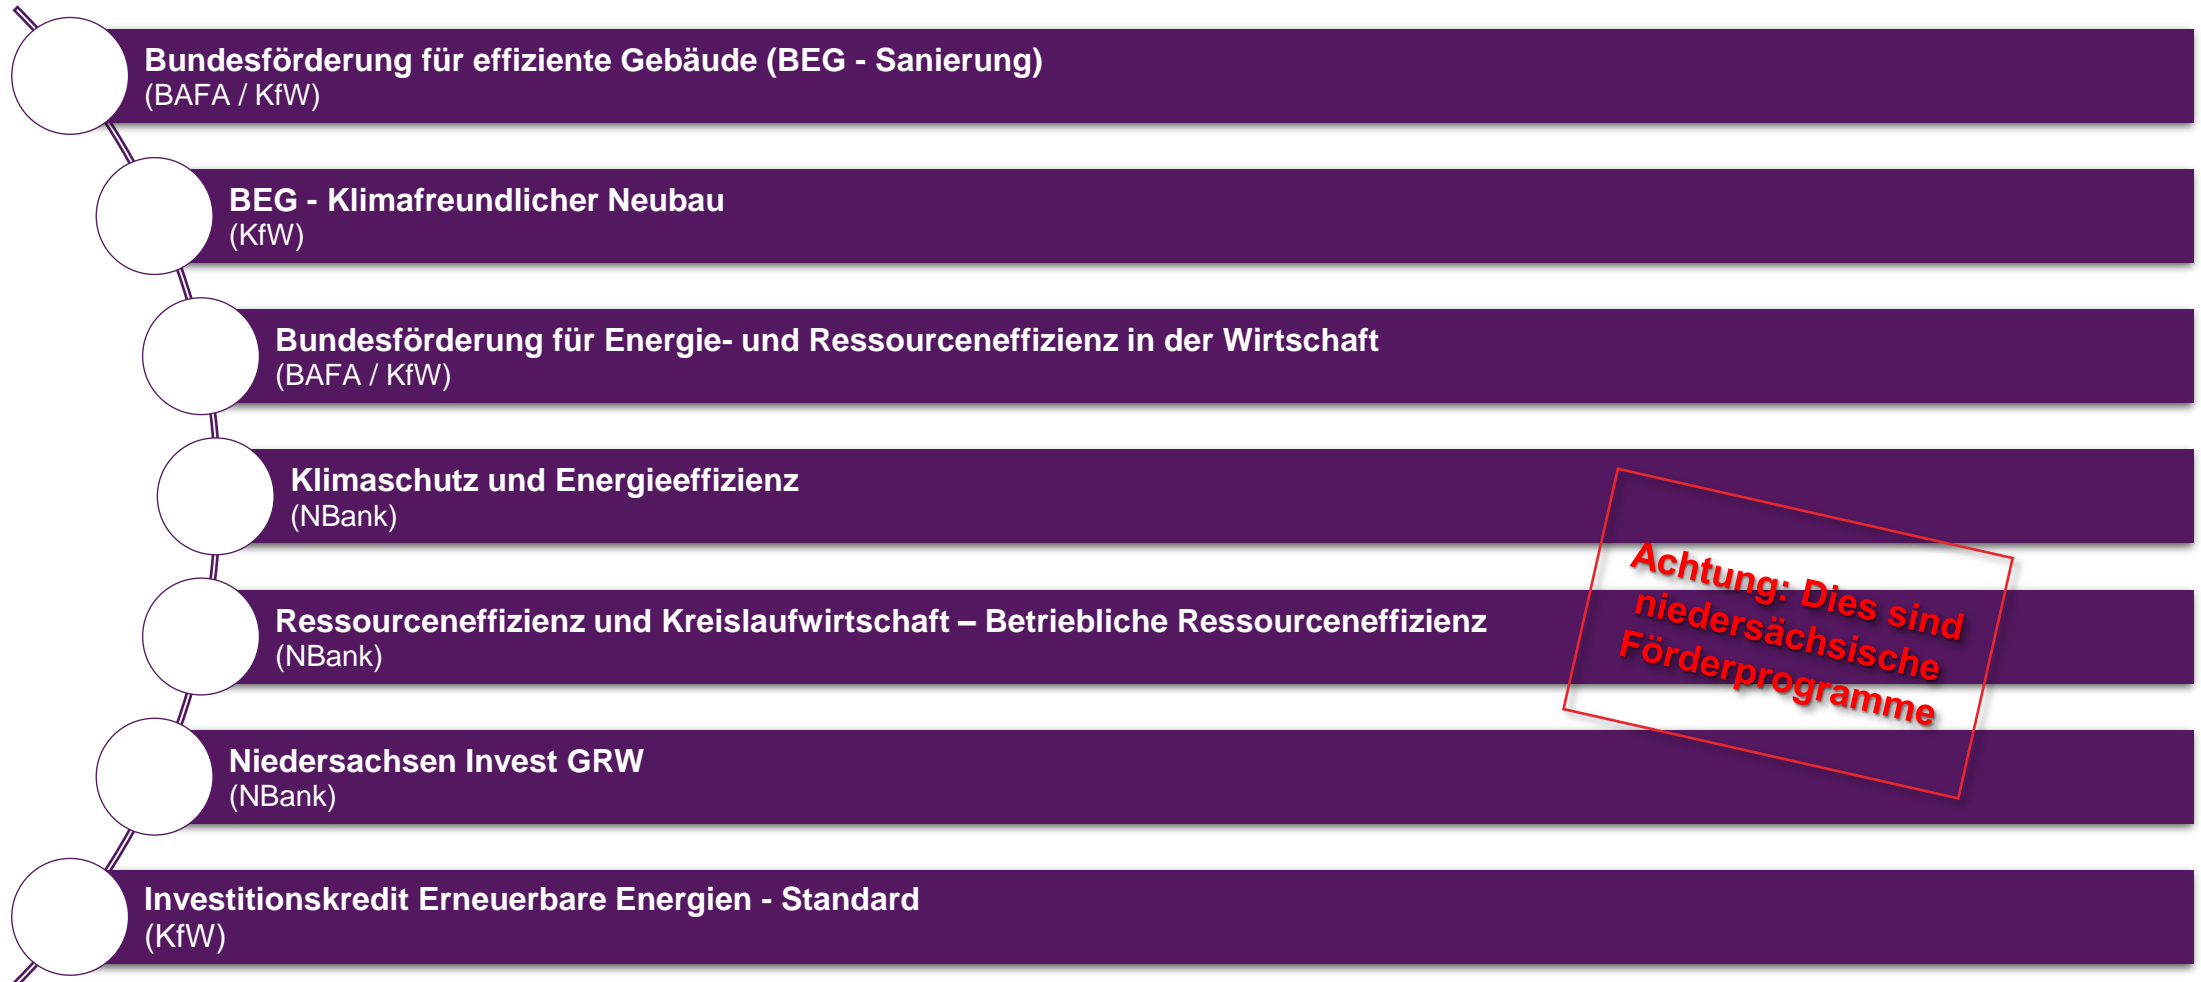 Bundesförderung für effiziente Gebäude (BEG - Sanierung)
(BAFA / KfW)
BEG - Klimafreundlicher Neubau
(KfW)
Bundesförderung für Energie- und Ressourceneffizienz in der Wirtschaft
(BAFA / KfW)
Klimaschutz und Energieeffizienz
(NBank)
Ressourceneffizienz und Kreislaufwirtschaft – Betriebliche Ressourceneffizienz
(NBank)
Niedersachsen Invest GRW
(NBank)
Investitionskredit Erneuerbare Energien - Standard
(KfW)
Achtung: Dies sind
niedersächsische
Förderprogramme